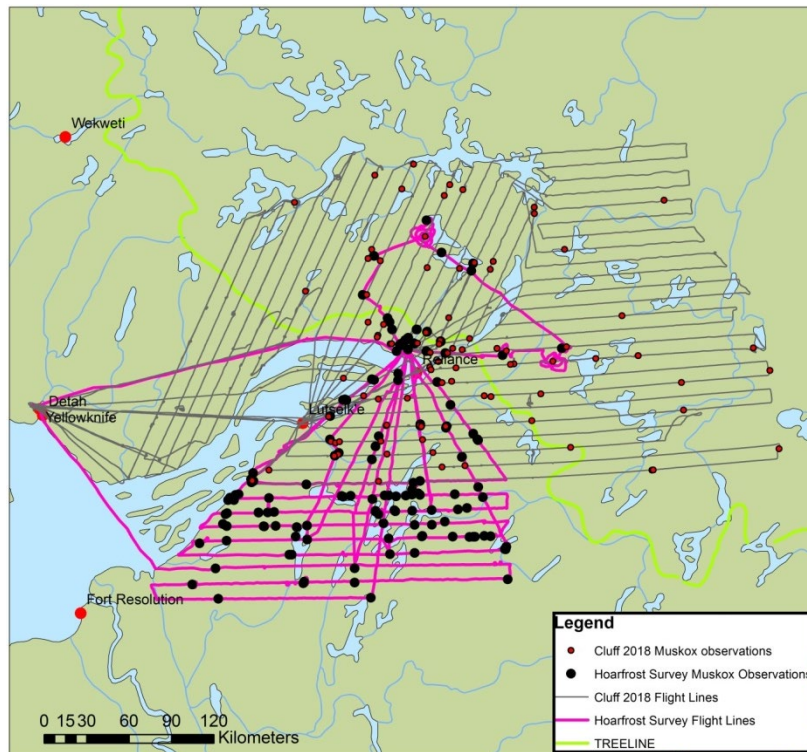 Wekweti
Reliance
Detah
Yellowknife
Lutselk'e
Fort Resolution
Legend
Cluff 2018 Muskox observations
Hoarfrost Survey Muskox Observations
Cluff 2018 Flight Lines
Hoarfrost Survey Flight Lines
TREELINE
0 15 30 60 90 120
Kilometers